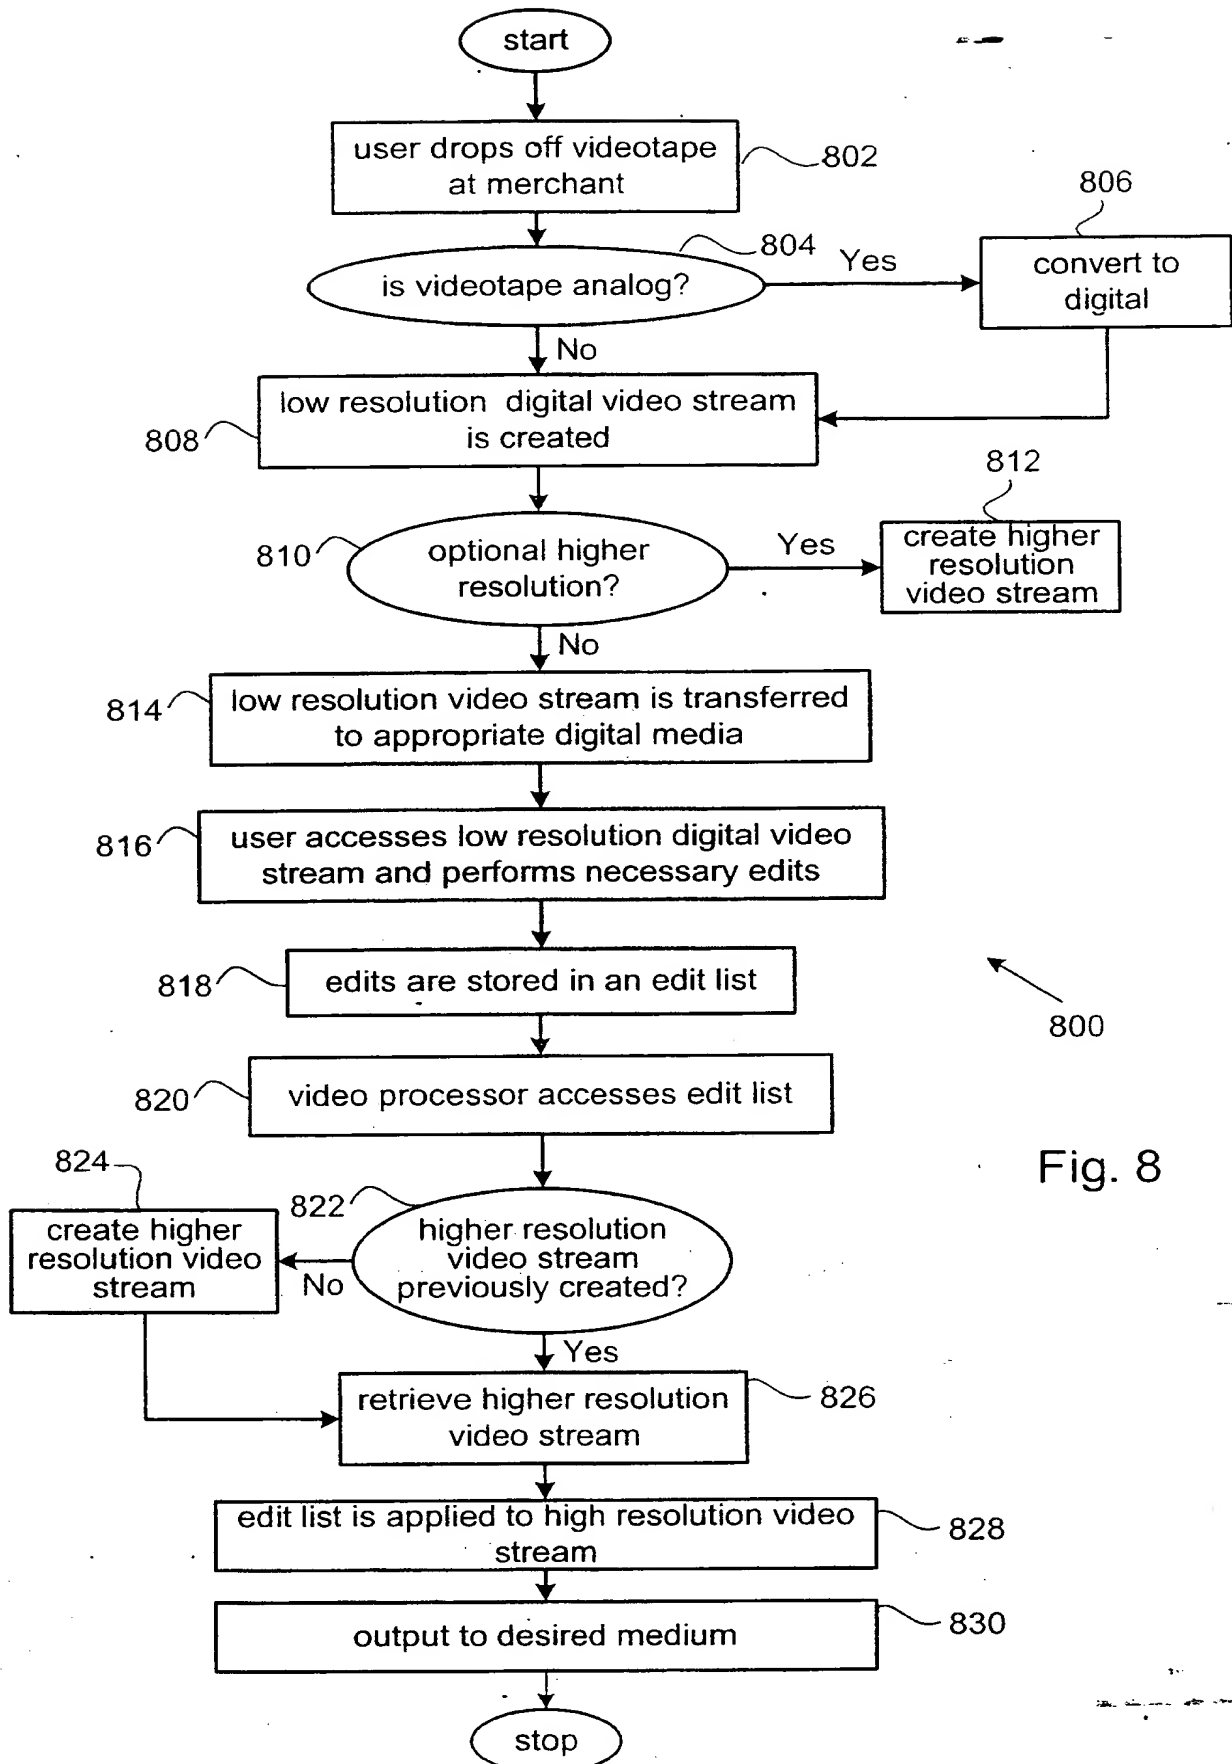 start
user drops off videotape
at merchant
802
806
804
is videotape analog?
Yes
convert to
digital
No
low resolution digital video stream
is created
808
812
810
optional higher
resolution?
Yes
create higher
resolution
video stream
No
814
low resolution video stream is transferred
to appropriate digital media
816
user accesses low resolution digital video
stream and performs necessary edits
818
edits are stored in an edit list
800
820
video processor accesses edit list
Fig. 8
824
822
create higher
resolution video
stream
No
higher resolution
video stream
previously created?
Yes
retrieve higher resolution
video stream
826
edit list is applied to high resolution video
stream
828
output to desired medium
830
stop